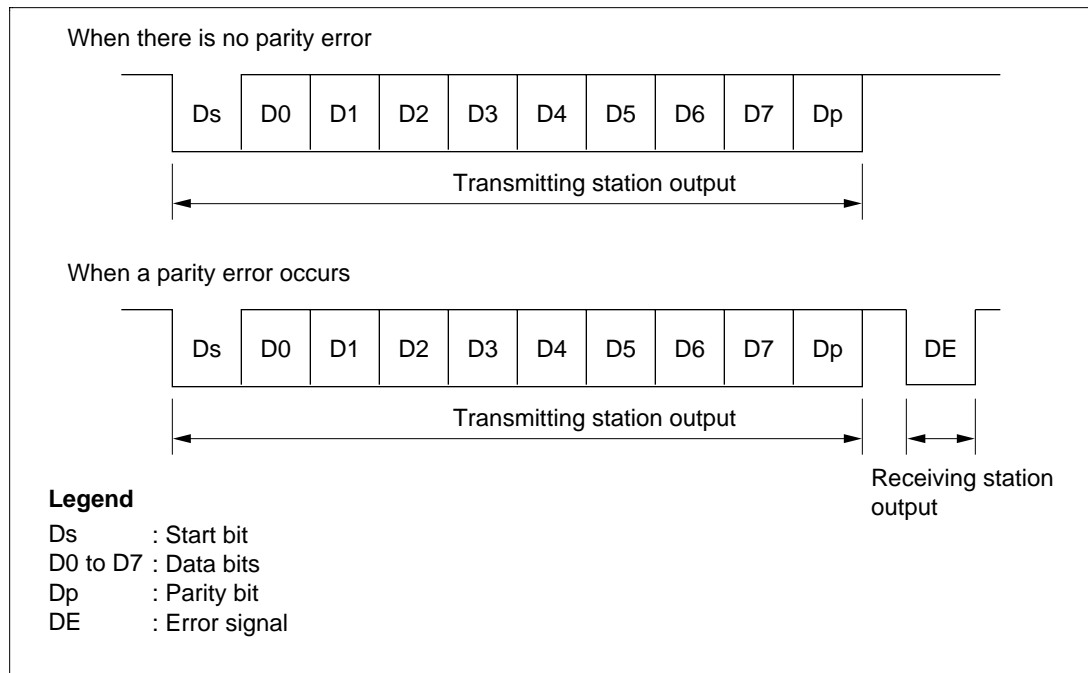 When there is no parity error
Ds D0 D1 D2 D3 D4 D5 D6 D7 Dp
Transmitting station output
When a parity error occurs
Ds D0 D1 D2 D3 D4 D5 D6 D7 Dp DE
Transmitting station output
Receiving station
output
Legend
Ds : Start bit
D0 to D7 : Data bits
Dp : Parity bit
DE : Error signal